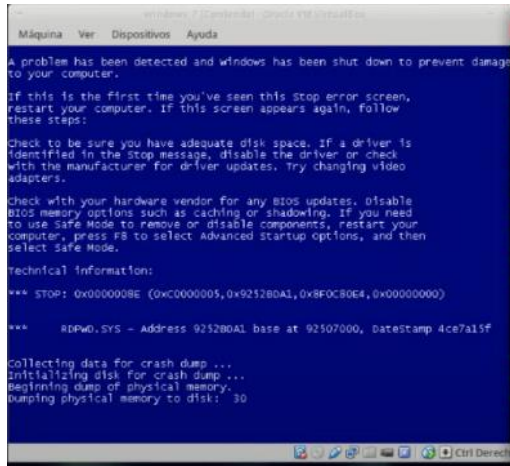 windows 7 [Corriendo] - Oracle VM VirtualBox
Máquina Ver Dispositivos Ayuda
A problem has been detected and windows has been shut down to prevent damage
to your computer.
If this is the first time you've seen this Stop error screen,
restart your computer. If this screen appears again, follow
these steps:
Check to be sure you have adequate disk space. If a driver is
identified in the Stop message, disable the driver or check
with the manufacturer for driver updates. Try changing video
adapters.
Check with your hardware vendor for any BIOS updates. Disable
BIOS memory options such as caching or shadowing. If you need
to use Safe Mode to remove or disable components, restart your
computer, press F8 to select Advanced Startup Options, and then
select Safe Mode.
Technical information:
*** STOP: 0x0000008E (0xC0000005,0x92528DA1,0x8F0C80E4,0x00000000)
*** RDPWD.SYS - Address 92528DA1 base at 92507000, DateStamp 4ce7a15f
Collecting data for crash dump ...
Initializing disk for crash dump ...
Beginning dump of physical memory.
Dumping physical memory to disk: 30
Ctrl Derech